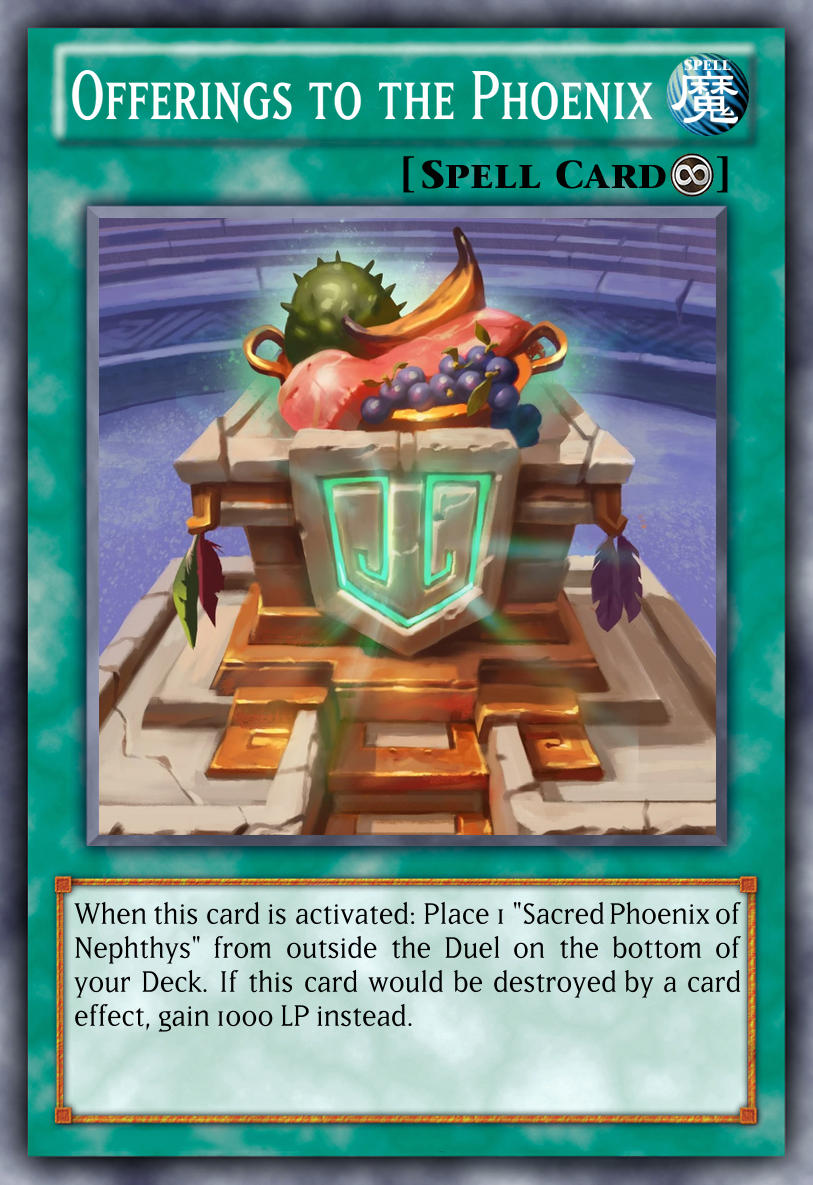 Offerings to the Phoenix
SPELL
魔
[Spell Card♾]
When this card is activated: Place 1 "Sacred Phoenix of
Nephthys" from outside the Duel on the bottom of
your Deck. If this card would be destroyed by a card
effect, gain 1000 LP instead.